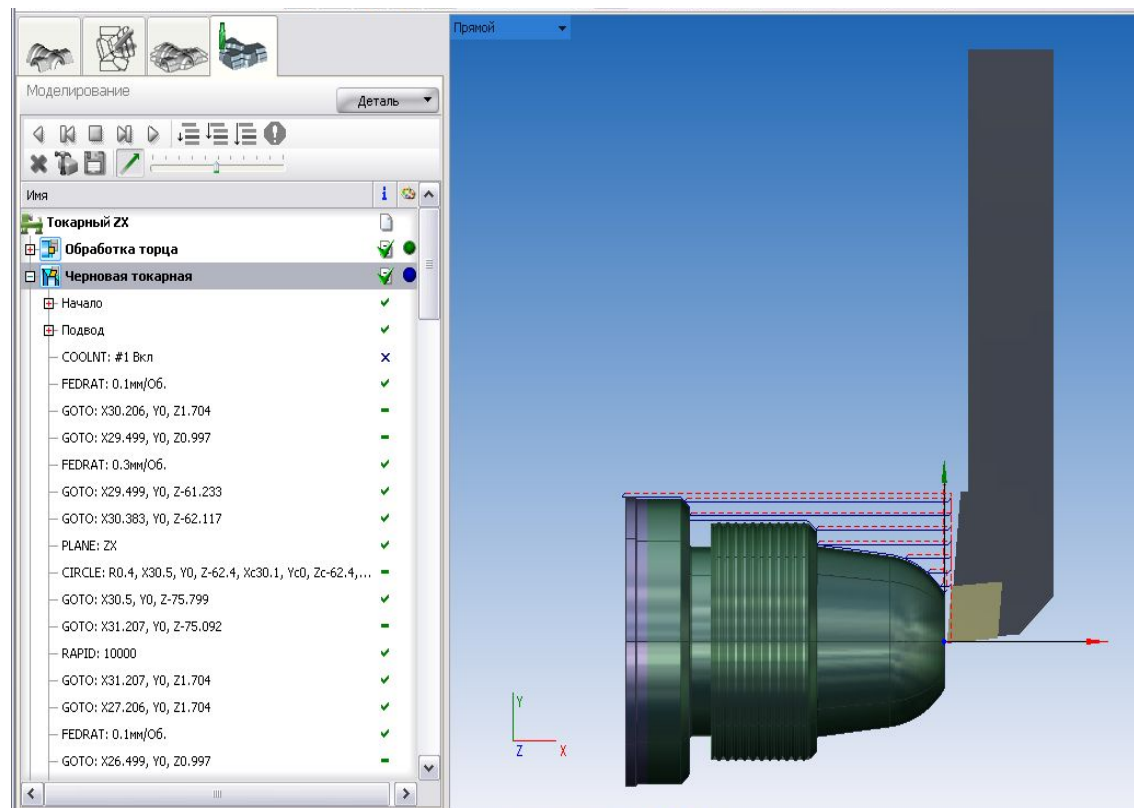 Прямой
Моделирование
Деталь
Имя
Токарный ZX
Обработка торца
Черновая токарная
Начало
Подвод
COOLNT: #1 Вкл
FEDRAT: 0.1мм/Об.
GOTO: X30.206, Y0, Z1.704
GOTO: X29.499, Y0, Z0.997
FEDRAT: 0.3мм/Об.
GOTO: X29.499, Y0, Z-61.233
GOTO: X30.383, Y0, Z-62.117
PLANE: ZX
CIRCLE: R0.4, X30.5, Y0, Z-62.4, Xc30.1, Yc0, Zc-62.4,...
GOTO: X30.5, Y0, Z-75.799
GOTO: X31.207, Y0, Z-75.092
RAPID: 10000
GOTO: X31.207, Y0, Z1.704
GOTO: X27.206, Y0, Z1.704
FEDRAT: 0.1мм/Об.
GOTO: X26.499, Y0, Z0.997
Y
Z X